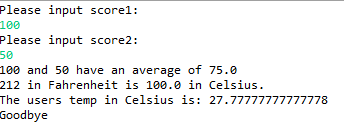 Please input score1:
100
Please input score2:
50
100 and 50 have an average of 75.0
212 in Fahrenheit is 100.0 in Celsius.
The users temp in Celsius is: 27.77777777777778
Goodbye